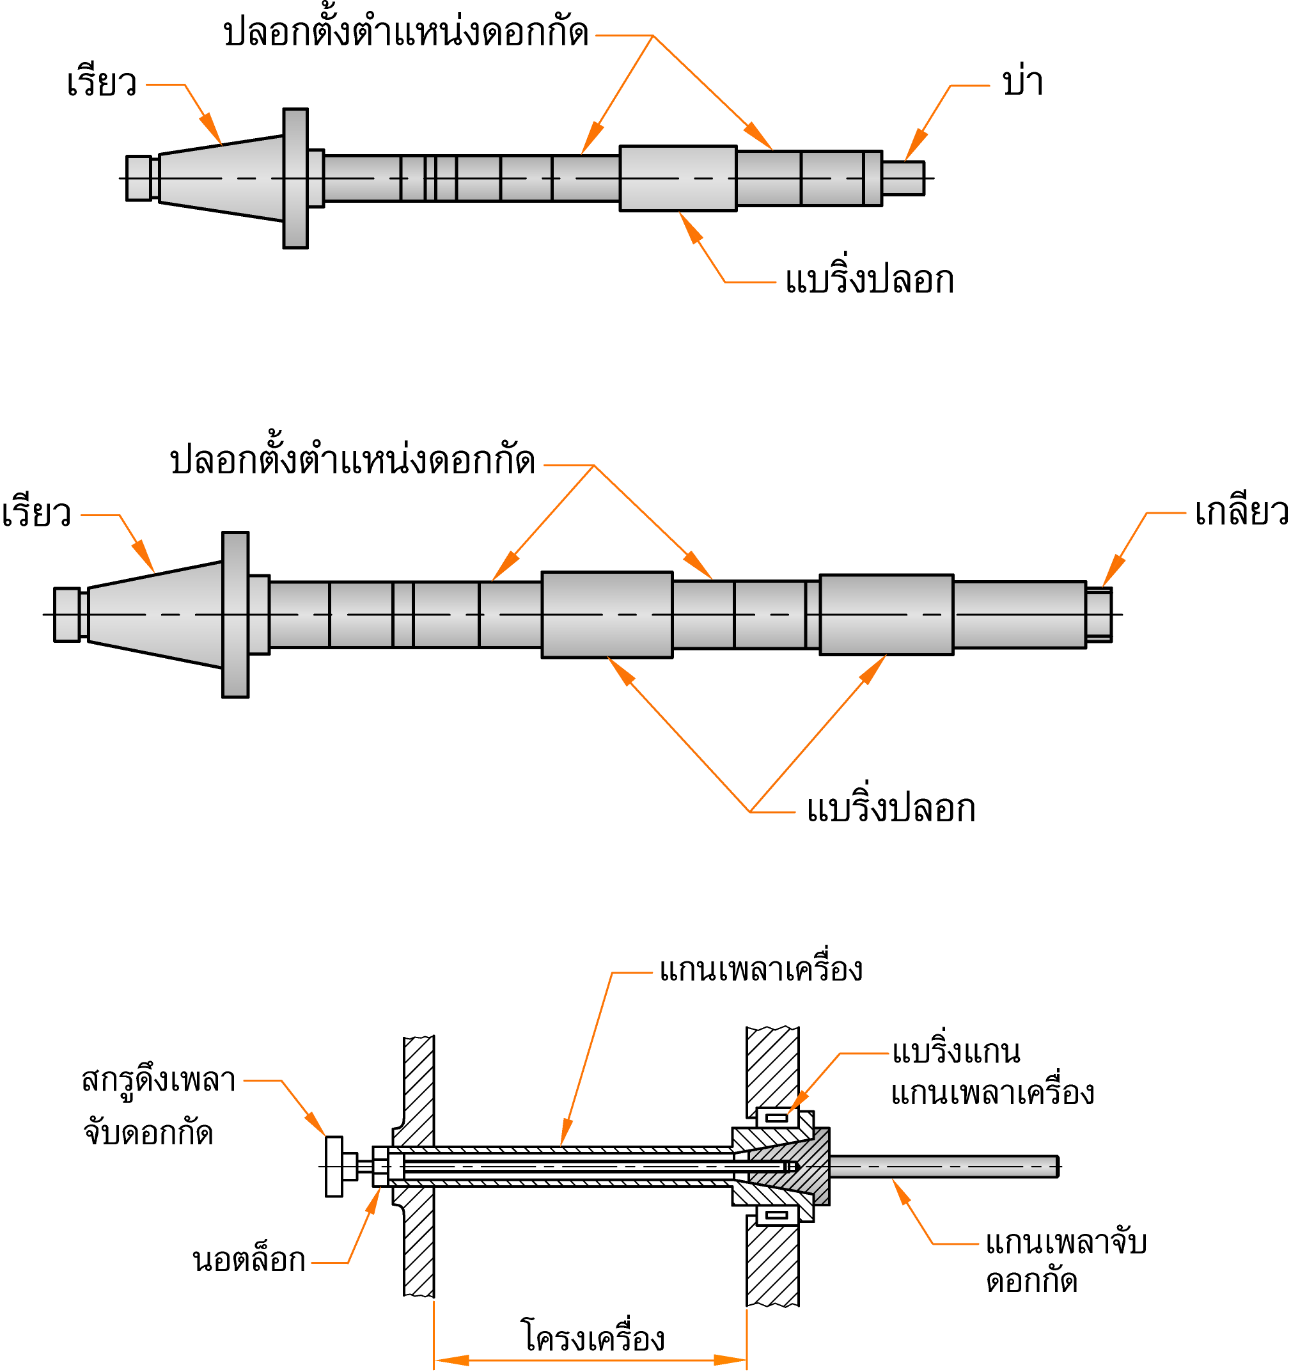 ปลอกตั้งตำแหน่งดอกกัด
เรียว
บ่า
แบริ่งปลอก
ปลอกตั้งตำแหน่งดอกกัด
เรียว
เกลียว
แบริ่งปลอก
แกนเพลาเครื่อง
แบริ่งแกน
แกนเพลาเครื่อง
สกรูดึงเพลา
จับดอกกัด
นอตล็อก
แกนเพลาจับ
ดอกกัด
โครงเครื่อง